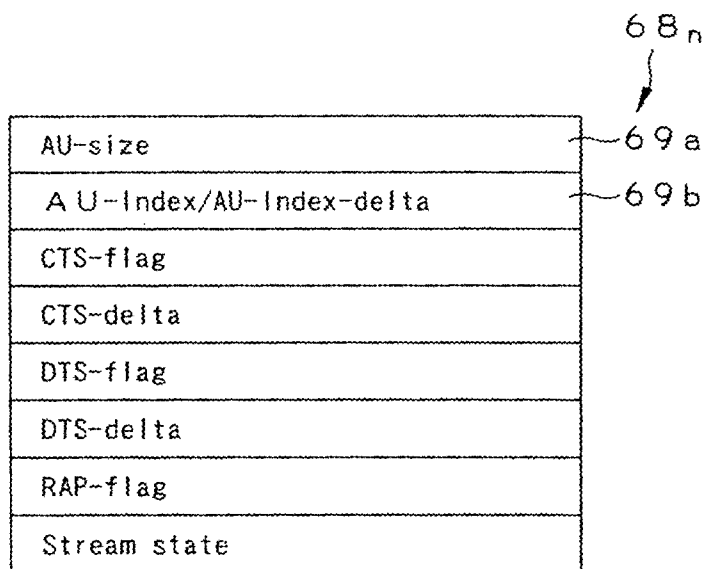 68n
AU-size 69a
AU-Index/AU-Index-delta 69b
CTS-flag
CTS-delta
DTS-flag
DTS-delta
RAP-flag
Stream state